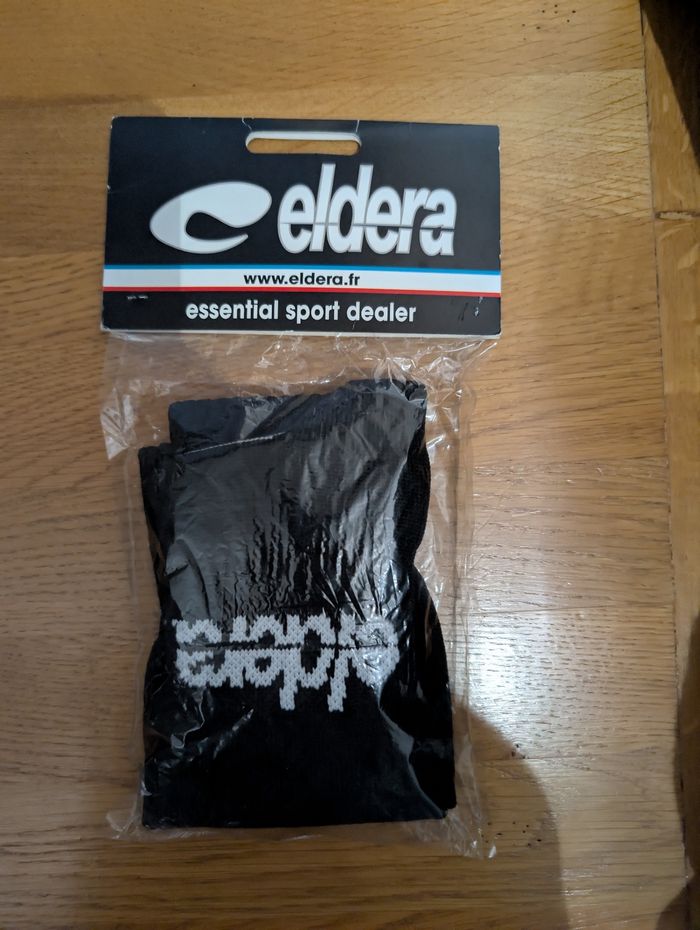 eldera
www.eldera.fr
essential sport dealer
eldera